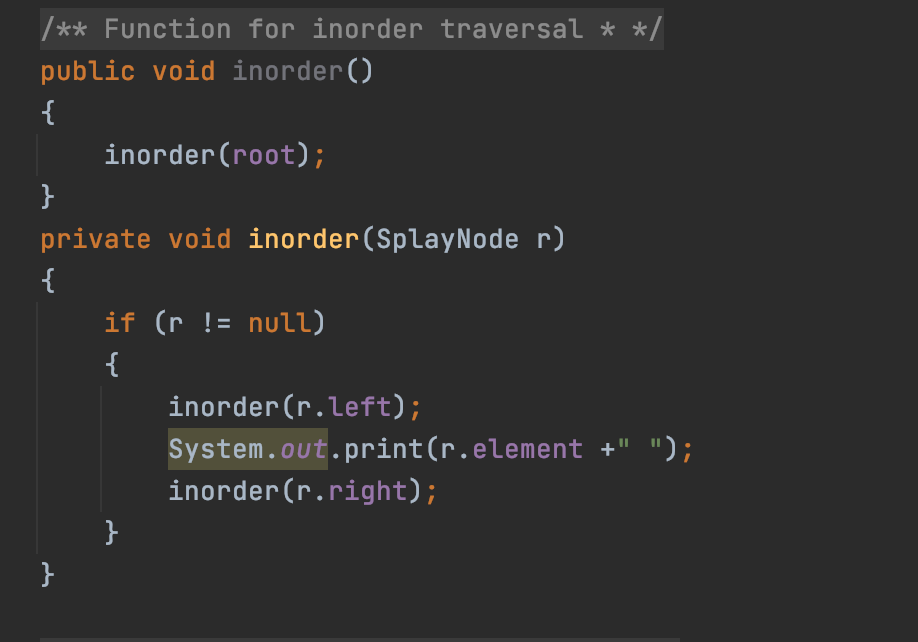 /** Function for inorder traversal * */
public void inorder()
{
    inorder(root);
}
private void inorder(SplayNode r)
{
    if (r != null)
    {
        inorder(r.left);
        System.out.print(r.element +" ");
        inorder(r.right);
    }
}